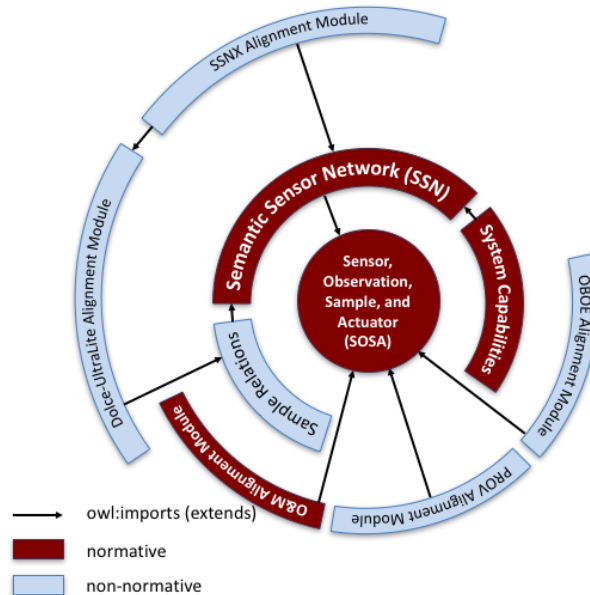 SSNX Alignment Module
Semantic Sensor Network (SSN)
System Capabilities
Dolce-UltraLite Alignment Module
Sensor,
Observation,
Sample, and
Actuator
(SOSA)
OBOE Alignment Module
Sample Relations
O&M Alignment Module
PROV Alignment Module
owl:imports (extends)
normative
non-normative